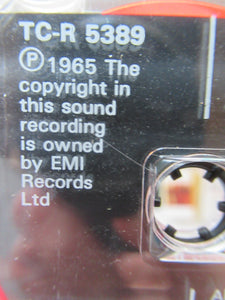 TC-R 5389
Ⓟ 1965 The
copyright in
this sound
recording
is owned
by EMI
Records
Ltd